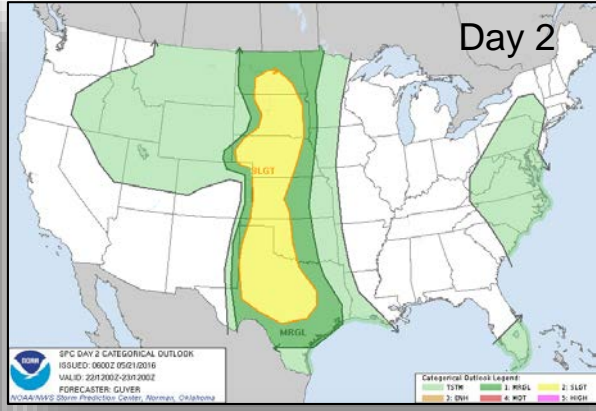 Day 2
SLGT
MRGL
NOAA
SPC DAY 2 CATEGORICAL OUTLOOK
ISSUED: 0600Z 05/21/2016
VALID: 22/1200Z-23/1200Z
FORECASTER: GUYER
NOAA/NWS Storm Prediction Center, Norman, Oklahoma
Categorical Outlook Legend:
TSTM 1: MRGL 2: SLGT
3: ENH 4: MDT 5: HIGH